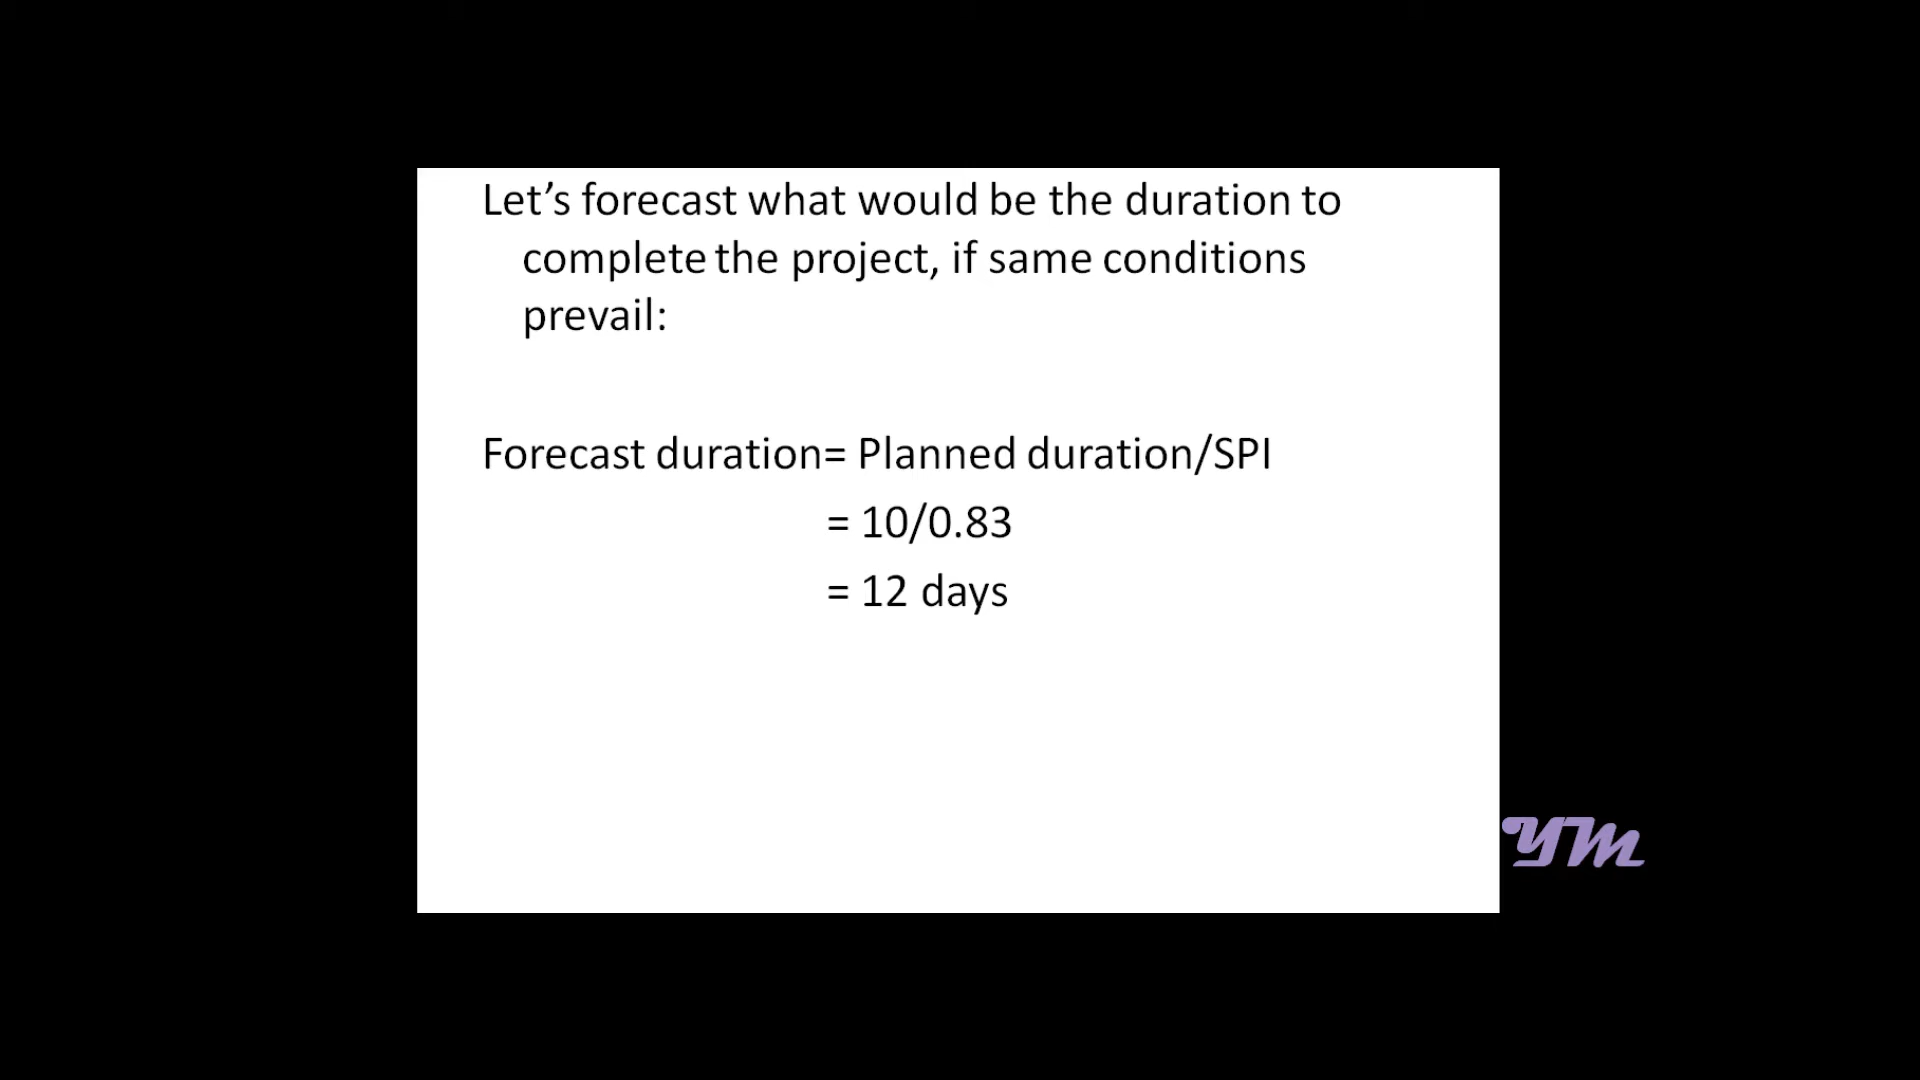 Let’s forecast what would be the duration to
complete the project, if same conditions
prevail:
Forecast duration= Planned duration/SPI
= 10/0.83
= 12 days
YM